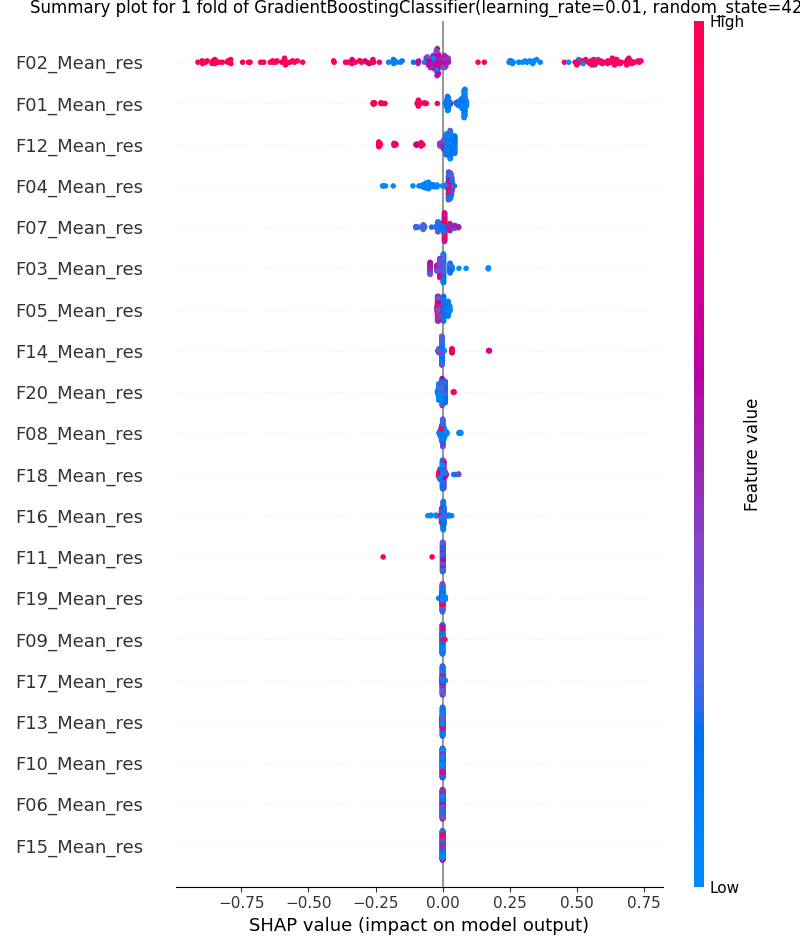 Summary plot for 1 fold of GradientBoostingClassifier(learning_rate=0.01, random_state=42
High
F02_Mean_res
F01_Mean_res
F12_Mean_res
F04_Mean_res
F07_Mean_res
F03_Mean_res
F05_Mean_res
F14_Mean_res
F20_Mean_res
F08_Mean_res
F18_Mean_res
F16_Mean_res
F11_Mean_res
F19_Mean_res
F09_Mean_res
F17_Mean_res
F13_Mean_res
F10_Mean_res
F06_Mean_res
F15_Mean_res
Feature value
Low
−0.75 −0.50 −0.25 0.00 0.25 0.50 0.75
SHAP value (impact on model output)